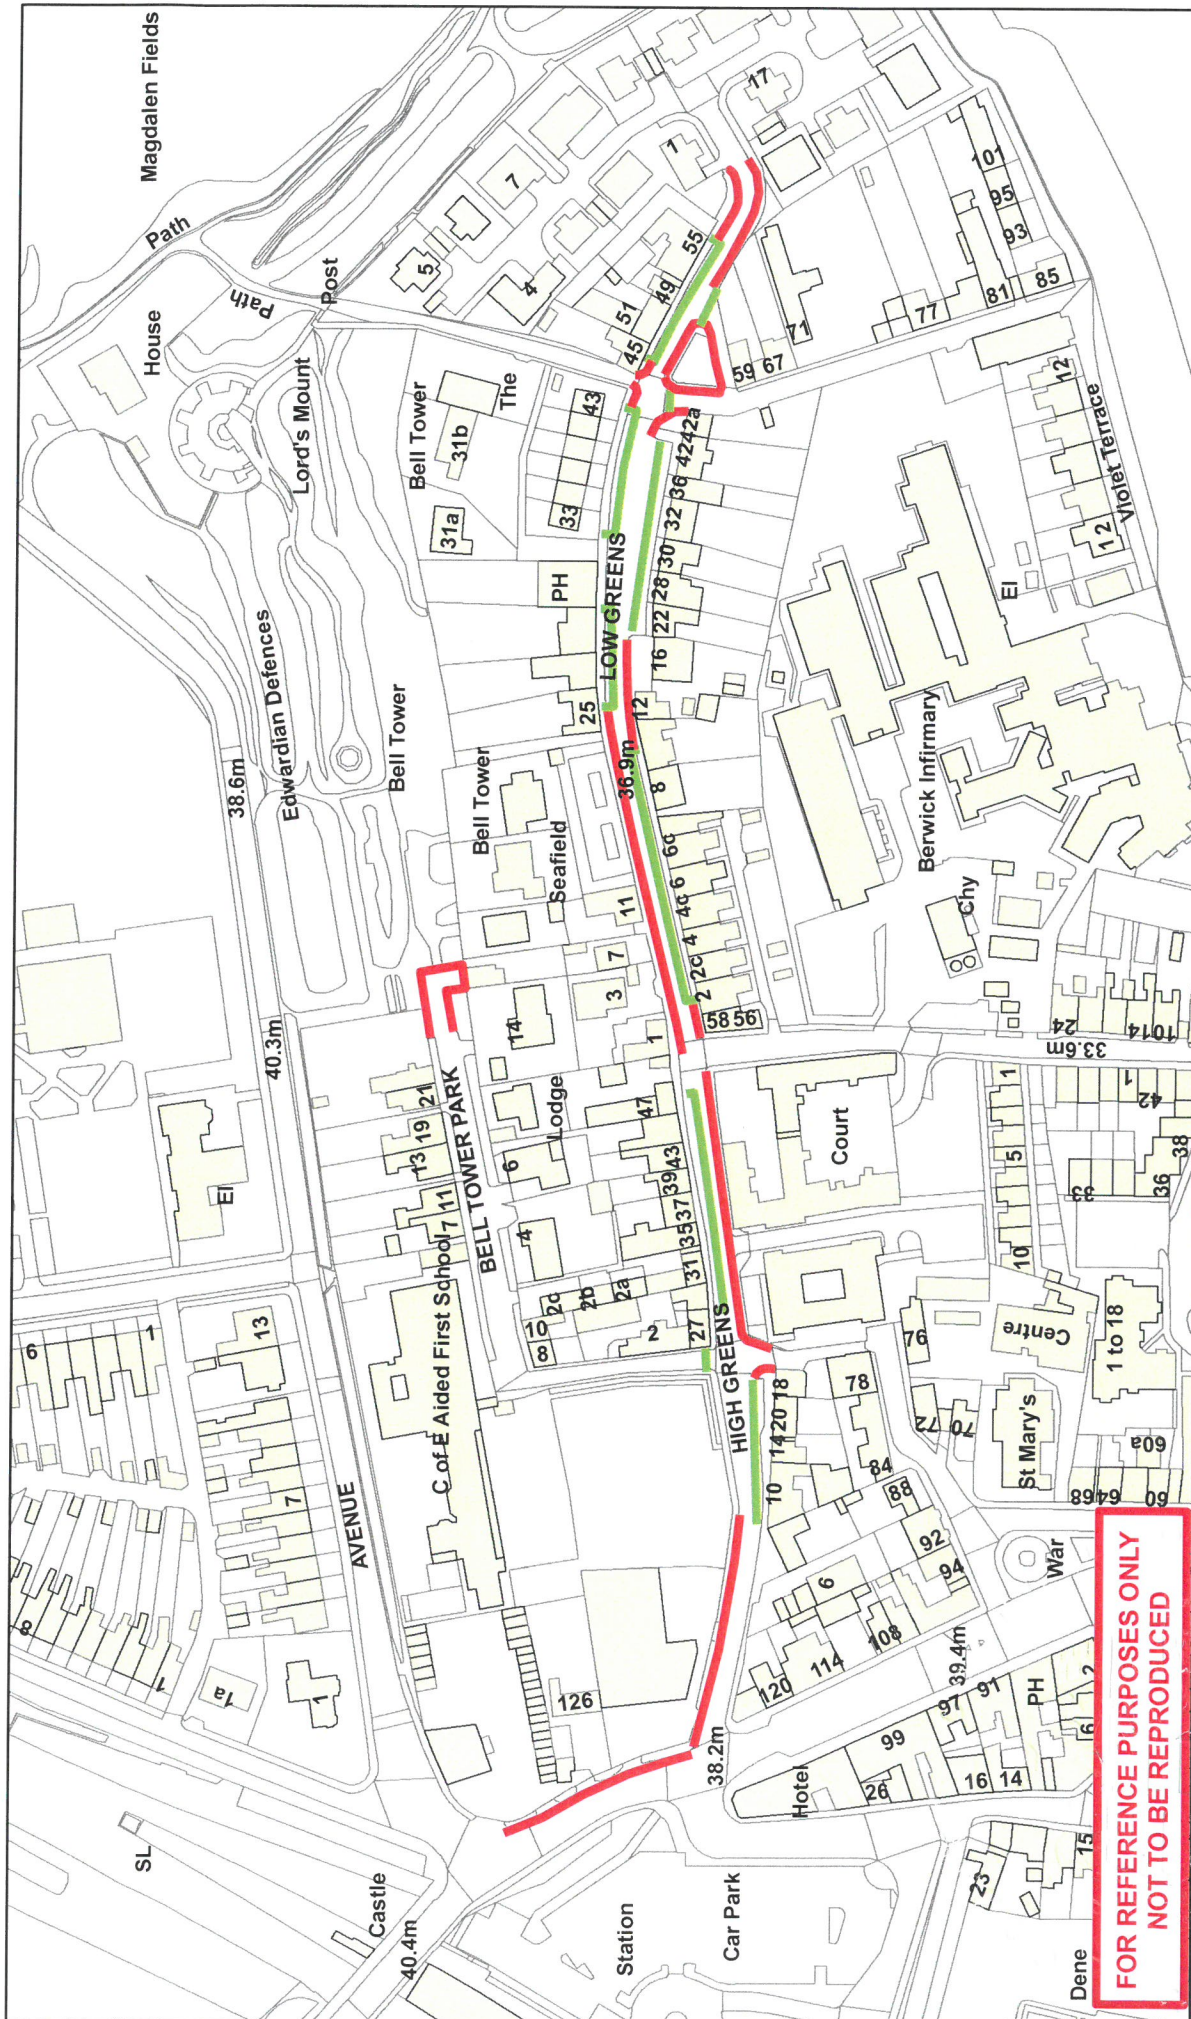 Magdalen Fields
Path
Path
Post
House
Lord's Mount
Bell Tower
The
31b
31a
5
7
4
1
17
51
49
55
45
43
33
PH
25
LOW GREENS
101
95
93
85
81
77
71
67
59
42a
42
36
32
30
28
22
16
12
8
6c
6
4c
4
2c
2
58
56
36.9m
12
1 2
Violet Terrace
El
Berwick Infirmary
Chy
38.6m
Edwardian Defences
Bell Tower
Bell Tower
Seafield
11
7
3
1
14
Lodge
6
4
47
43
39
37
35
31
27
2
2a
2b
2c
10
8
40.3m
El
21
19
13
11
7
BELL TOWER PARK
C of E Aided First School
AVENUE
HIGH GREENS
Court
24
1014
33.6m
1
5
10
1
42
38
36
33
Centre
1 to 18
St Mary's
76
72
70
78
84
88
92
94
60a
60
64
68
18
20
14
10
6
108
114
120
126
War
39.4m
38.2m
Hotel
99
97
91
PH
2
6
26
16
14
23
15
Dene
6
1
13
7
8
1
1a
1
SL
Castle
40.4m
Station
Car Park
FOR REFERENCE PURPOSES ONLY
NOT TO BE REPRODUCED